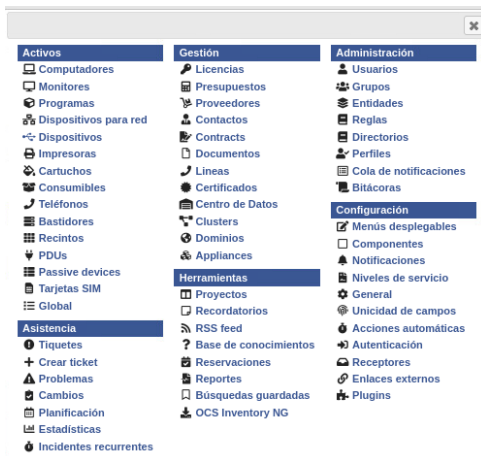 Activos
Computadores
Monitores
Programas
Dispositivos para red
Dispositivos
Impresoras
Cartuchos
Consumibles
Teléfonos
Bastidores
Recintos
PDUs
Passive devices
Tarjetas SIM
Global
Asistencia
Tiquetes
Crear ticket
Problemas
Cambios
Planificación
Estadísticas
Incidentes recurrentes
Gestión
Licencias
Presupuestos
Proveedores
Contactos
Contracts
Documentos
Lineas
Certificados
Centro de Datos
Clusters
Dominios
Appliances
Herramientas
Proyectos
Recordatorios
RSS feed
Base de conocimientos
Reservaciones
Reportes
Búsquedas guardadas
OCS Inventory NG
Administración
Usuarios
Grupos
Entidades
Reglas
Directorios
Perfiles
Cola de notificaciones
Bitácoras
Configuración
Menús desplegables
Componentes
Notificaciones
Niveles de servicio
General
Unicidad de campos
Acciones automáticas
Autenticación
Receptores
Enlaces externos
Plugins